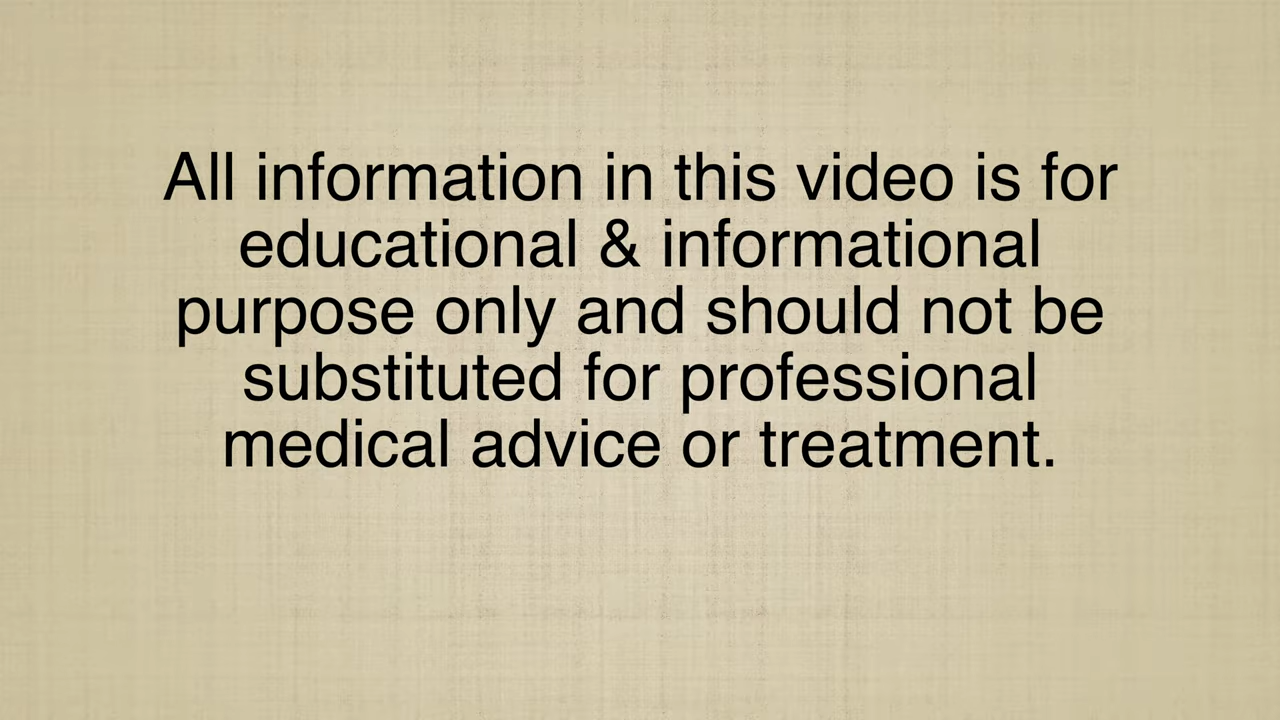 All information in this video is for
educational & informational
purpose only and should not be
substituted for professional
medical advice or treatment.